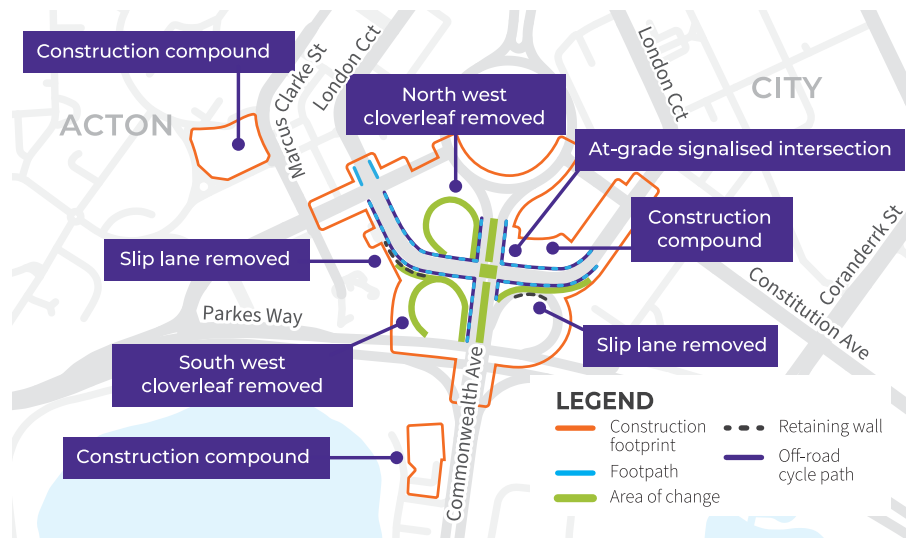 Construction compound
Marcus Clarke St
London Cct
London Cct
CITY
ACTON
North west
cloverleaf removed
At-grade signalised intersection
Construction
compound
Slip lane removed
Coranderrk St
Constitution Ave
Parkes Way
South west
cloverleaf removed
Slip lane removed
Commonwealth Ave
Construction compound
LEGEND
Construction
footprint
Footpath
Area of change
Retaining wall
Off-road
cycle path